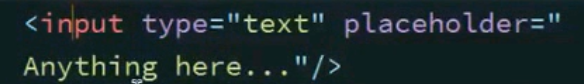 <input type="text" placeholder="
Anything here..."/>